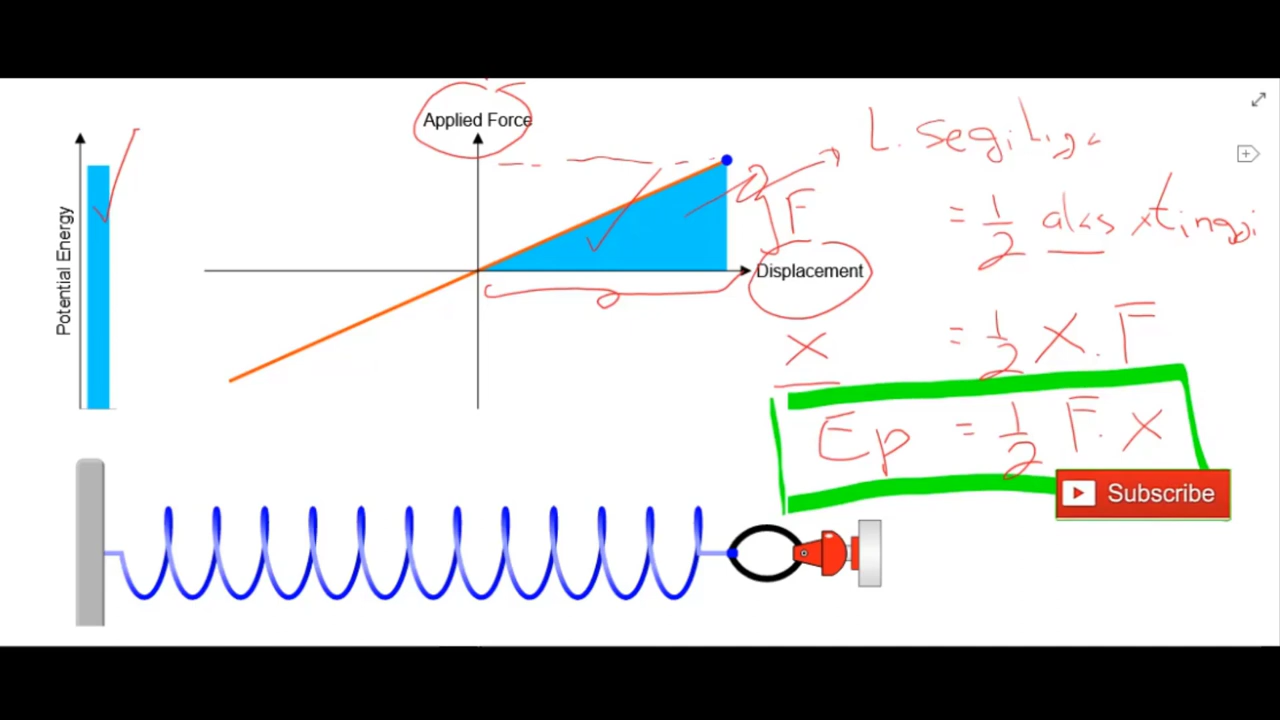 Applied Force
L. segitiga
Potential Energy
F
= 1/2 alas x tinggi
Displacement
x
= 1/2 x . F
Ep = 1/2 F. x
Subscribe